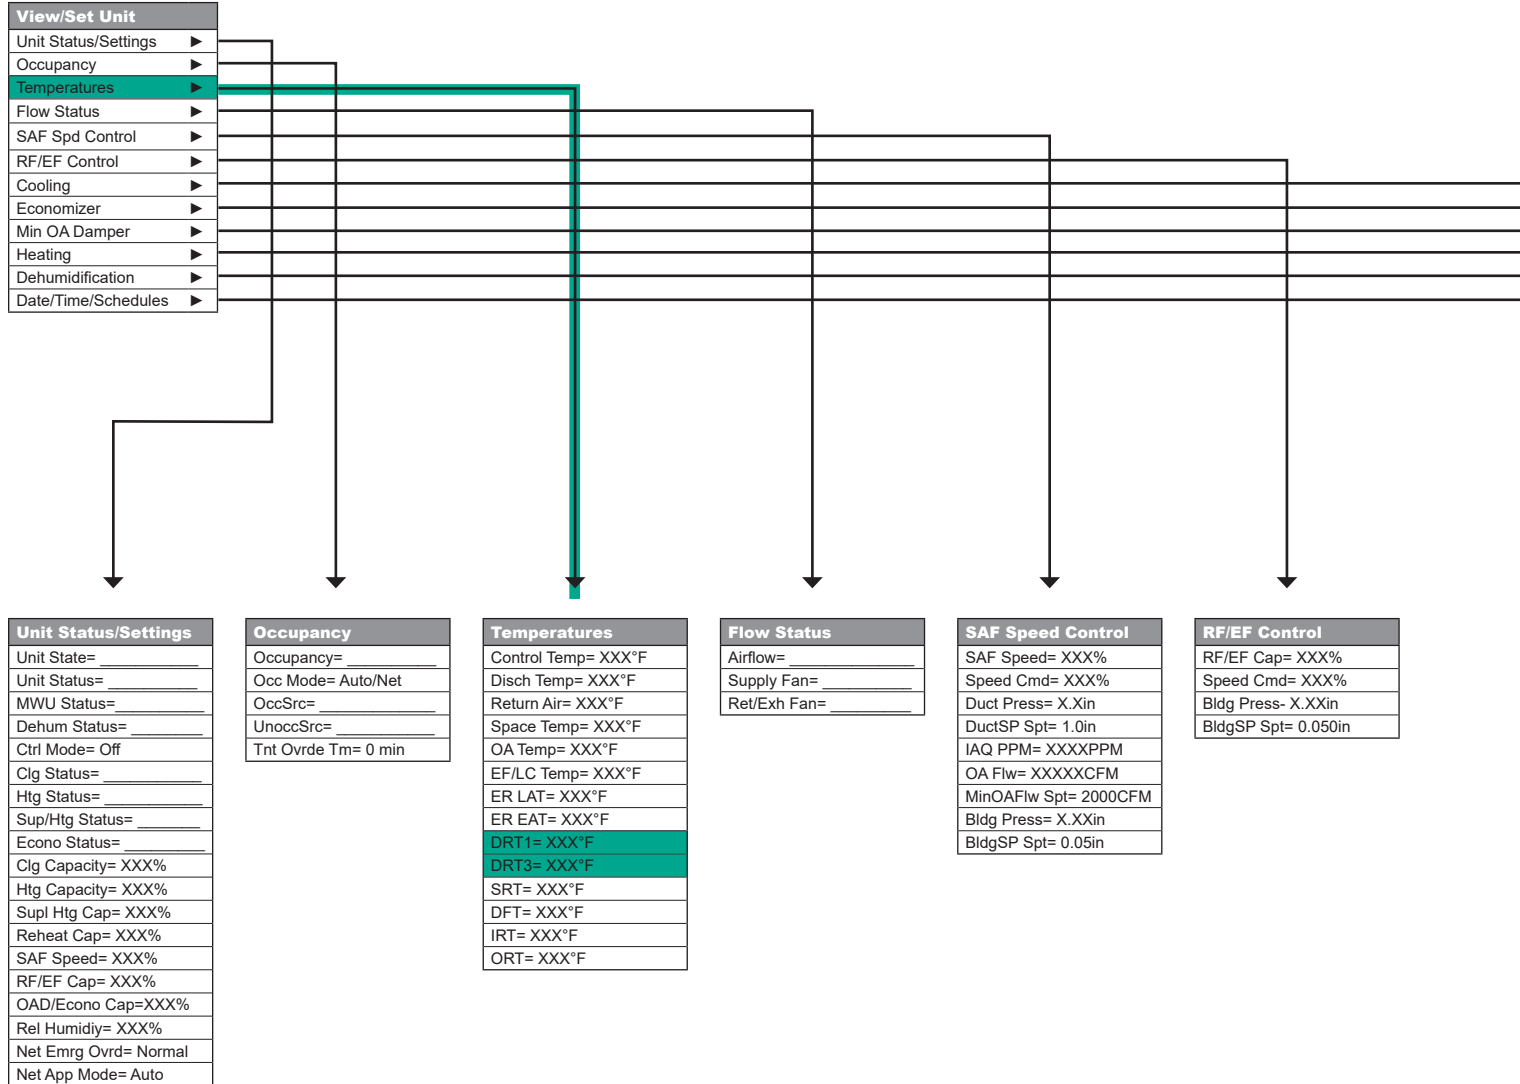 View/Set Unit
Unit Status/Settings ►
Occupancy ►
Temperatures ►
Flow Status ►
SAF Spd Control ►
RF/EF Control ►
Cooling ►
Economizer ►
Min OA Damper ►
Heating ►
Dehumidification ►
Date/Time/Schedules ►
Unit Status/Settings
Unit State= ___________
Unit Status= __________
MWU Status=__________
Dehum Status= ________
Ctrl Mode= Off
Clg Status= ___________
Htg Status= ___________
Sup/Htg Status= _______
Econo Status= _________
Clg Capacity= XXX%
Htg Capacity= XXX%
Supl Htg Cap= XXX%
Reheat Cap= XXX%
SAF Speed= XXX%
RF/EF Cap= XXX%
OAD/Econo Cap=XXX%
Rel Humidiy= XXX%
Net Emrg Ovrd= Normal
Net App Mode= Auto
Occupancy
Occupancy= __________
Occ Mode= Auto/Net
OccSrc= _____________
UnoccSrc= ___________
Tnt Ovrde Tm= 0 min
Temperatures
Control Temp= XXX°F
Disch Temp= XXX°F
Return Air= XXX°F
Space Temp= XXX°F
OA Temp= XXX°F
EF/LC Temp= XXX°F
ER LAT= XXX°F
ER EAT= XXX°F
DRT1= XXX°F
DRT3= XXX°F
SRT= XXX°F
DFT= XXX°F
IRT= XXX°F
ORT= XXX°F
Flow Status
Airflow= ______________
Supply Fan= __________
Ret/Exh Fan= _________
SAF Speed Control
SAF Speed= XXX%
Speed Cmd= XXX%
Duct Press= X.Xin
DuctSP Spt= 1.0in
IAQ PPM= XXXXPPM
OA Flw= XXXXXCFM
MinOAFlw Spt= 2000CFM
Bldg Press= X.XXin
BldgSP Spt= 0.05in
RF/EF Control
RF/EF Cap= XXX%
Speed Cmd= XXX%
Bldg Press- X.XXin
BldgSP Spt= 0.050in